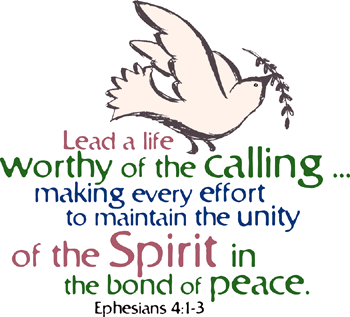 Lead a life
worthy of the calling ...
making every effort
to maintain the unity
of the Spirit in
the bond of peace.
Ephesians 4:1-3